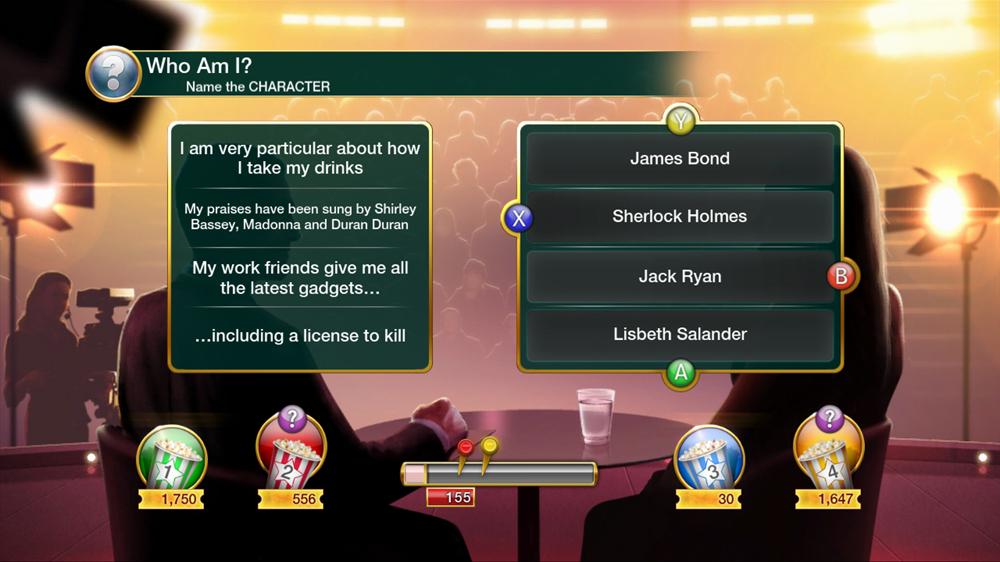 Who Am I?
Name the CHARACTER
I am very particular about how
I take my drinks
My praises have been sung by Shirley
Bassey, Madonna and Duran Duran
My work friends give me all
the latest gadgets...
...including a license to kill
Y
James Bond
X
Sherlock Holmes
Jack Ryan
B
Lisbeth Salander
A
?
?
1
2
3
4
1,750
556
155
30
1,647